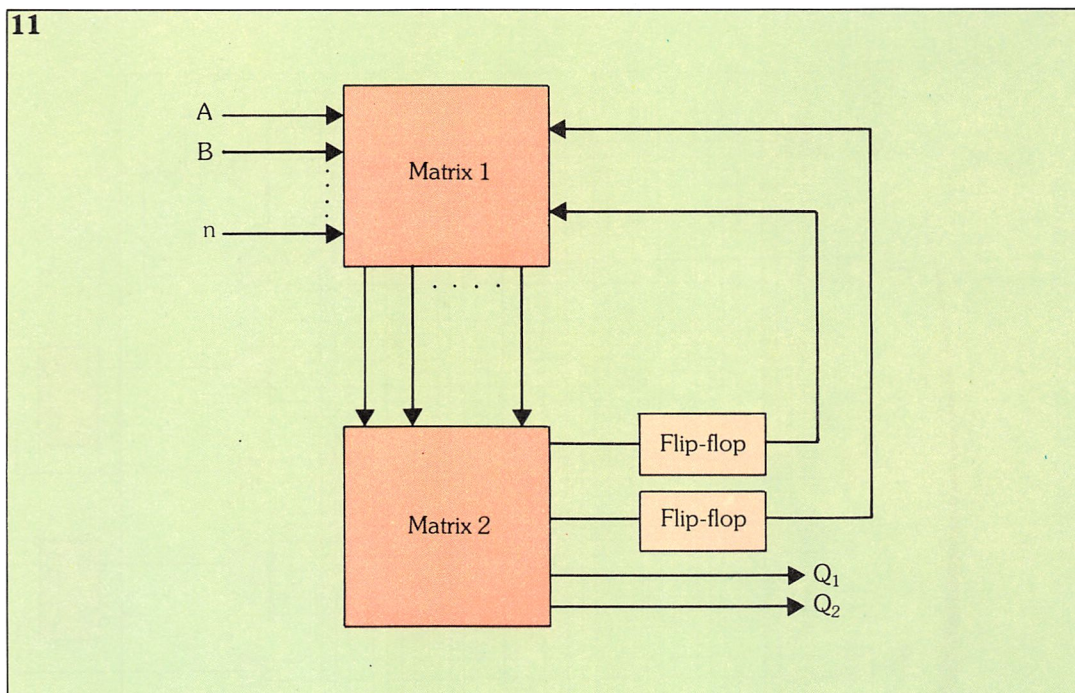 11
A
B
n
Matrix 1
Matrix 2
Flip-flop
Flip-flop
Q₁
Q₂